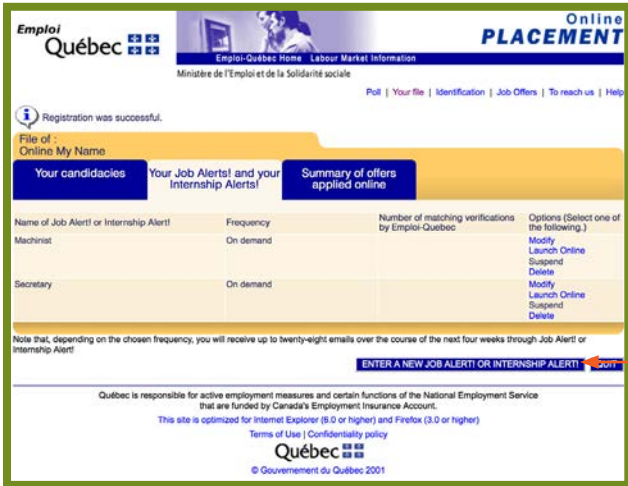 Emploi
Québec
Online
PLACEMENT
Emploi-Québec Home Labour Market Information
Ministère de l'Emploi et de la Solidarité sociale
Poll | Your file | Identification | Job Offers | To reach us | Help
Registration was successful.
File of :
Online My Name
Your candidacies
Your Job Alerts! and your
Internship Alerts!
Summary of offers
applied online
Name of Job Alert! or Internship Alert!
Frequency
Number of matching verifications
by Emploi-Quebec
Options (Select one of
the following.)
Machinist
On demand
Modify
Launch Online
Suspend
Delete
Secretary
On demand
Modify
Launch Online
Suspend
Delete
Note that, depending on the chosen frequency, you will receive up to twenty-eight emails over the course of the next four weeks through Job Alert! or
Internship Alert!
ENTER A NEW JOB ALERT! OR INTERNSHIP ALERT!
Québec is responsible for active employment measures and certain functions of the National Employment Service
that are funded by Canada's Employment Insurance Account.
This site is optimized for Internet Explorer (6.0 or higher) and Firefox (3.0 or higher)
Terms of Use | Confidentiality policy
Québec
© Gouvernement du Québec 2001